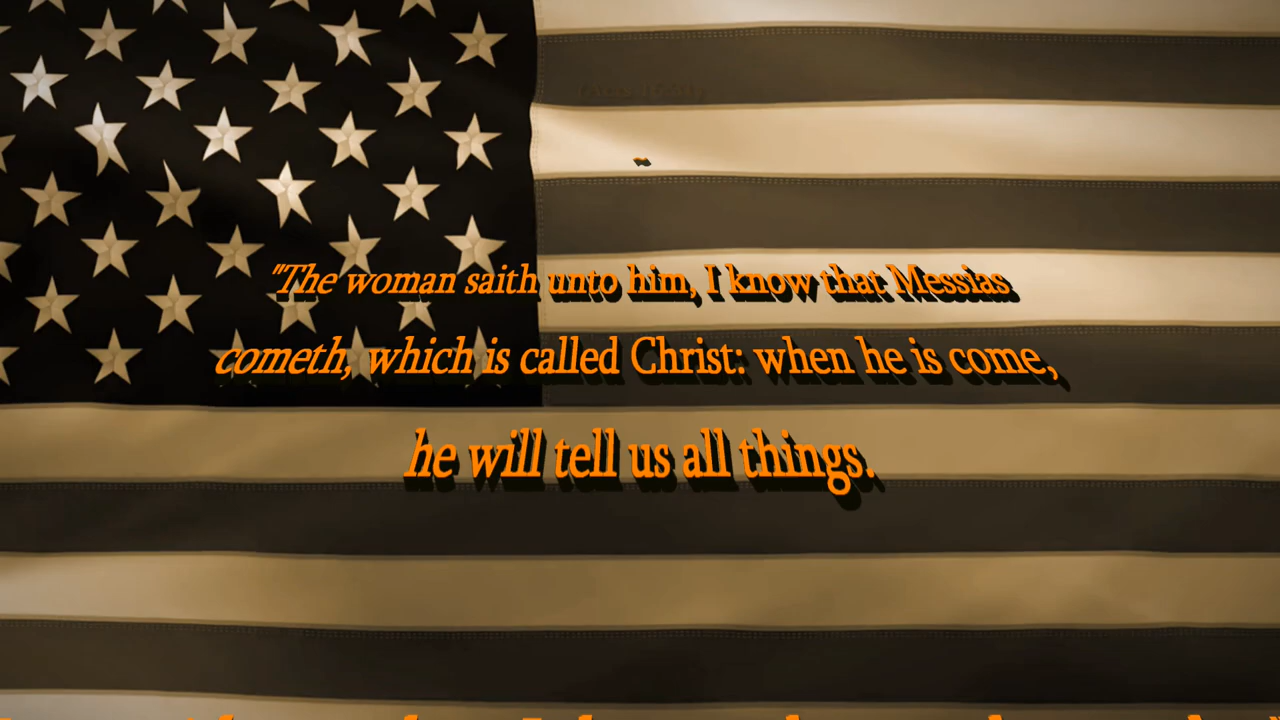 "The woman saith unto him, I know that Messias
cometh, which is called Christ: when he is come,
he will tell us all things.